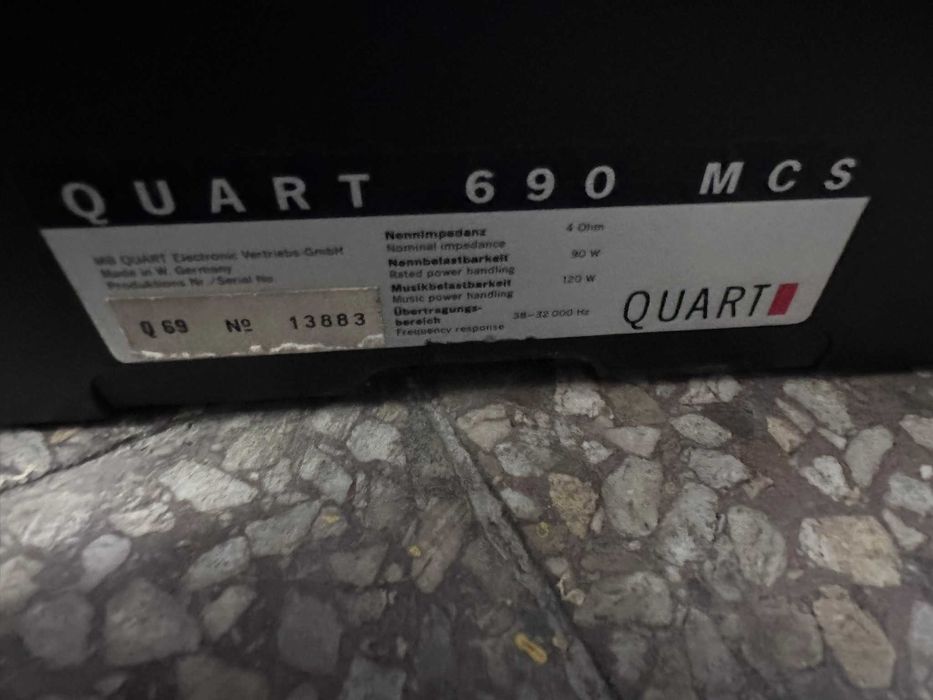 QUART 690 MCS
MB QUART Electronic Vertriebs-GmbH
Made in W. Germany
Produktions Nr./Serial No.
Q 69 Nº 13883
Nennimpedanz 4 Ohm
Nominal impedance
Nennbelastbarkeit 90 W
Rated power handling
Musikbelastbarkeit 120 W
Music power handling
Übertragungs-
bereich 38–32 000 Hz
Frequency response
QUART